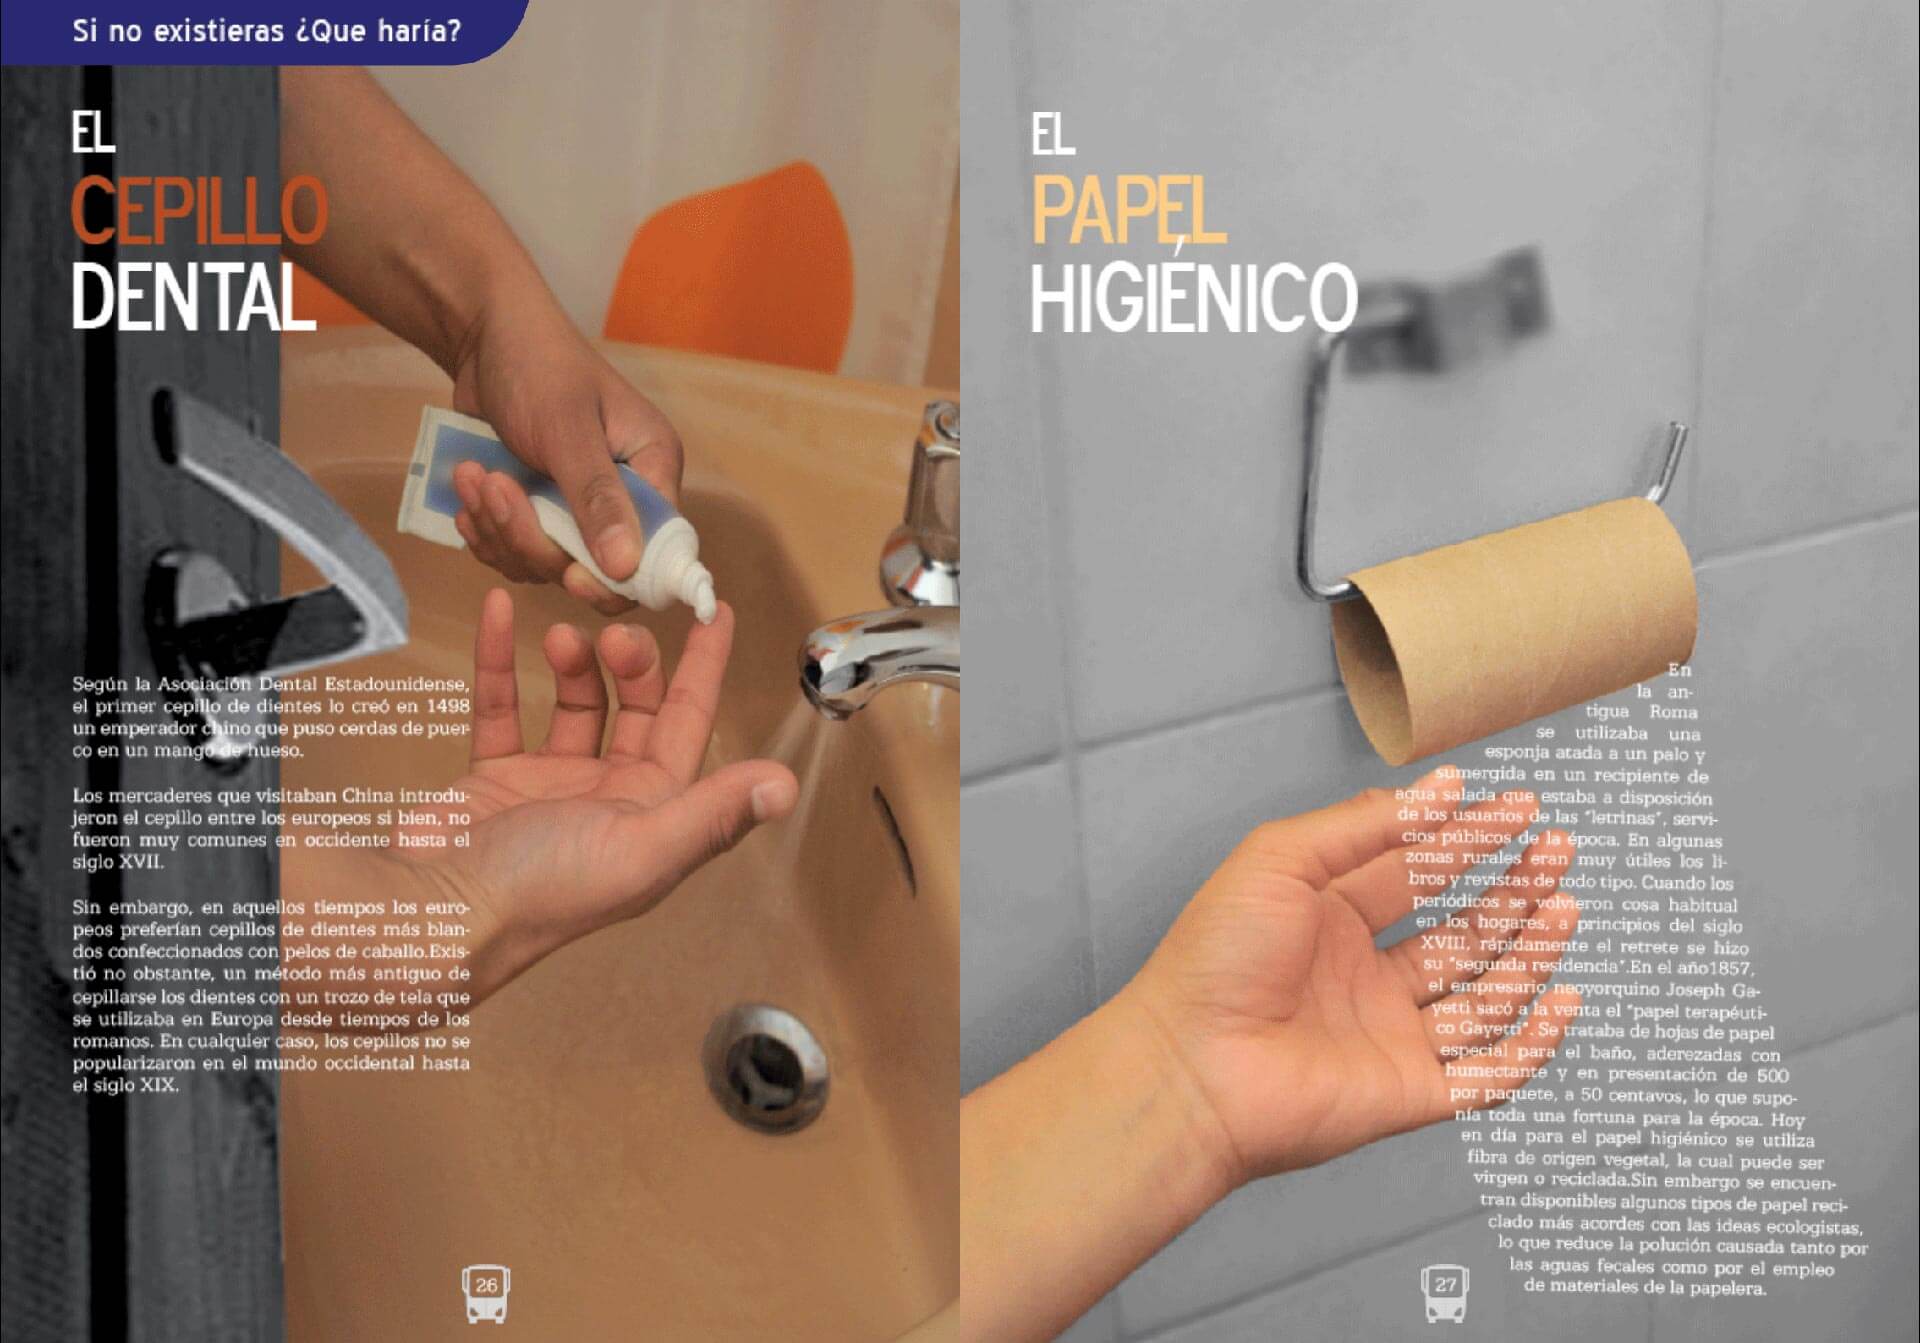 Si no existieras ¿Que haría?
EL
CEPILLO
DENTAL
Según la Asociación Dental Estadounidense,
el primer cepillo de dientes lo creó en 1498
un emperador chino que puso cerdas de puer-
co en un mango de hueso.
Los mercaderes que visitaban China introdu-
jeron el cepillo entre los europeos si bien, no
fueron muy comunes en occidente hasta el
siglo XVII.
Sin embargo, en aquellos tiempos los euro-
peos preferían cepillos de dientes más blan-
dos confeccionados con pelos de caballo.Exis-
tió no obstante, un método más antiguo de
cepillarse los dientes con un trozo de tela que
se utilizaba en Europa desde tiempos de los
romanos. En cualquier caso, los cepillos no se
popularizaron en el mundo occidental hasta
el siglo XIX.
26
EL
PAPEL
HIGIÉNICO
En
la an-
tigua Roma
se utilizaba una
esponja atada a un palo y
sumergida en un recipiente de
agua salada que estaba a disposición
de los usuarios de las "letrinas", servi-
cios públicos de la época. En algunas
zonas rurales eran muy útiles los li-
bros y revistas de todo tipo. Cuando los
periódicos se volvieron cosa habitual
en los hogares, a principios del siglo
XVIII, rápidamente el retrete se hizo
su "segunda residencia".En el año1857,
el empresario neoyorquino Joseph Ga-
yetti sacó a la venta el "papel terapéuti-
co Gayetti". Se trataba de hojas de papel
especial para el baño, aderezadas con
humectante y en presentación de 500
por paquete, a 50 centavos, lo que supo-
nía toda una fortuna para la época. Hoy
en día para el papel higiénico se utiliza
fibra de origen vegetal, la cual puede ser
virgen o reciclada.Sin embargo se encuen-
tran disponibles algunos tipos de papel reci-
clado más acordes con las ideas ecologistas,
lo que reduce la polución causada tanto por
las aguas fecales como por el empleo
de materiales de la papelera.
27